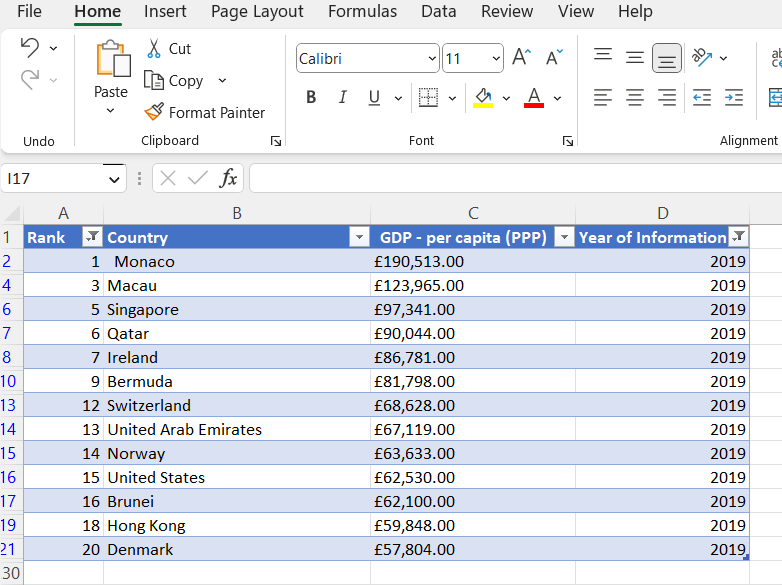 File Home Insert Page Layout Formulas Data Review View Help
Cut
Calibri 11 A A ab
Copy
Paste
Format Painter
B I U A
Undo Clipboard Font Alignment
I17 fx
A B C D
1 Rank Country GDP - per capita (PPP) Year of Information
2 1 Monaco £190,513.00 2019
4 3 Macau £123,965.00 2019
6 5 Singapore £97,341.00 2019
7 6 Qatar £90,044.00 2019
8 7 Ireland £86,781.00 2019
10 9 Bermuda £81,798.00 2019
13 12 Switzerland £68,628.00 2019
14 13 United Arab Emirates £67,119.00 2019
15 14 Norway £63,633.00 2019
16 15 United States £62,530.00 2019
17 16 Brunei £62,100.00 2019
19 18 Hong Kong £59,848.00 2019
21 20 Denmark £57,804.00 2019
30